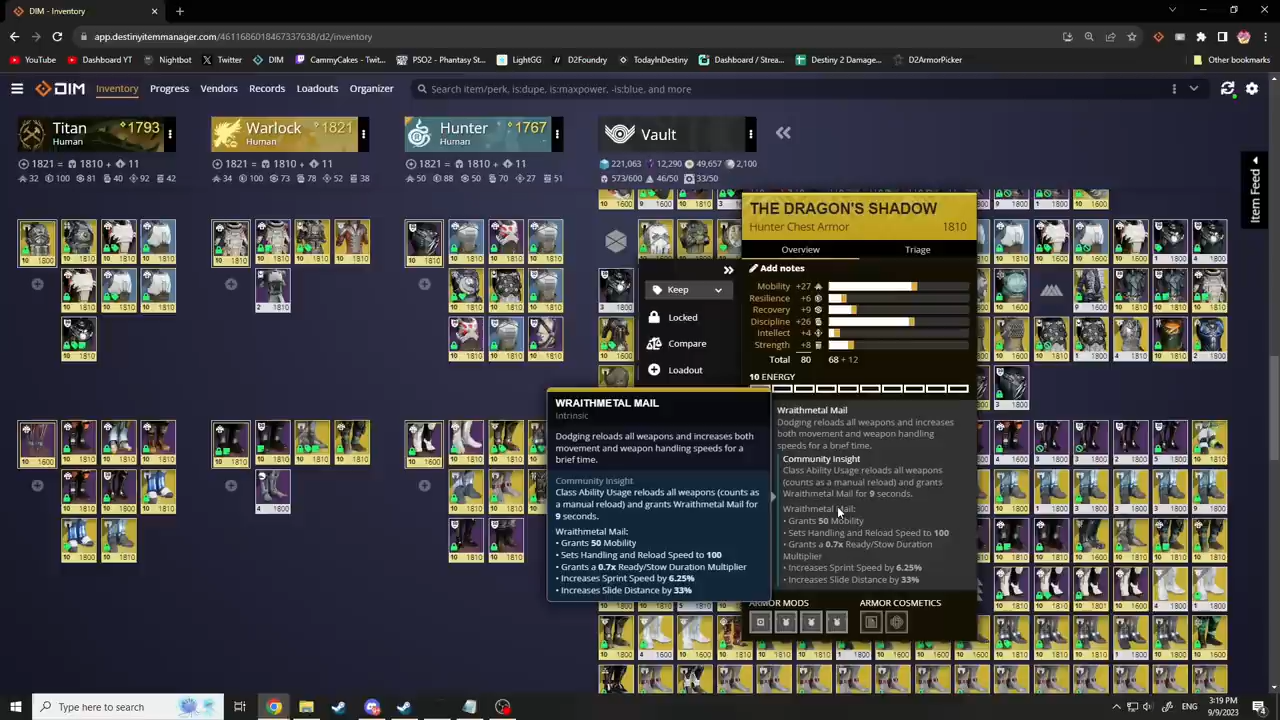 DIM - Inventory
app.destinyitemmanager.com/4611686018467337638/d2/inventory
YouTube
Dashboard YT
Nightbot
Twitter
DIM
CammyCakes - Twit...
PSO2 - Phantasy St...
LightGG
// D2Foundry
TodayInDestiny
Dashboard / Strea...
Destiny 2 Damage...
D2ArmorPicker
Other bookmarks
DIM
Inventory
Progress
Vendors
Records
Loadouts
Organizer
Search item/perk, is:dupe, is:maxpower, -is:blue, and more
Titan
Human
1793
Warlock
Human
1821
Hunter
Human
1767
Vault
1821 = 1810 + 11
1821 = 1810 + 11
1821 = 1810 + 11
221,063 12,290 49,657 2,100
32 100 81 40 92 42
34 100 73 78 52 38
50 88 50 70 27 51
573/600 46/50 33/50
Item Feed
THE DRAGON'S SHADOW
Hunter Chest Armor 1810
Overview
Triage
Add notes
Keep
Locked
Compare
Loadout
Mobility +27
Resilience +6
Recovery +9
Discipline +26
Intellect +4
Strength +8
Total 80 68 + 12
10 ENERGY
WRAITHMETAL MAIL
Intrinsic
Dodging reloads all weapons and increases both
movement and weapon handling speeds for a
brief time.
Community Insight
Class Ability Usage reloads all weapons (counts as
a manual reload) and grants Wraithmetal Mail for
9 seconds.
Wraithmetal Mail:
• Grants 50 Mobility
• Sets Handling and Reload Speed to 100
• Grants a 0.7x Ready/Stow Duration Multiplier
• Increases Sprint Speed by 6.25%
• Increases Slide Distance by 33%
Wraithmetal Mail
Dodging reloads all weapons and increases
both movement and weapon handling
speeds for a brief time.
Community Insight
Class Ability Usage reloads all weapons
(counts as a manual reload) and grants
Wraithmetal Mail for 9 seconds.
Wraithmetal Mail:
• Grants 50 Mobility
• Sets Handling and Reload Speed to 100
• Grants a 0.7x Ready/Stow Duration
Multiplier
• Increases Sprint Speed by 6.25%
• Increases Slide Distance by 33%
ARMOR MODS
ARMOR COSMETICS
Type here to search
3:19 PM
9/9/2023